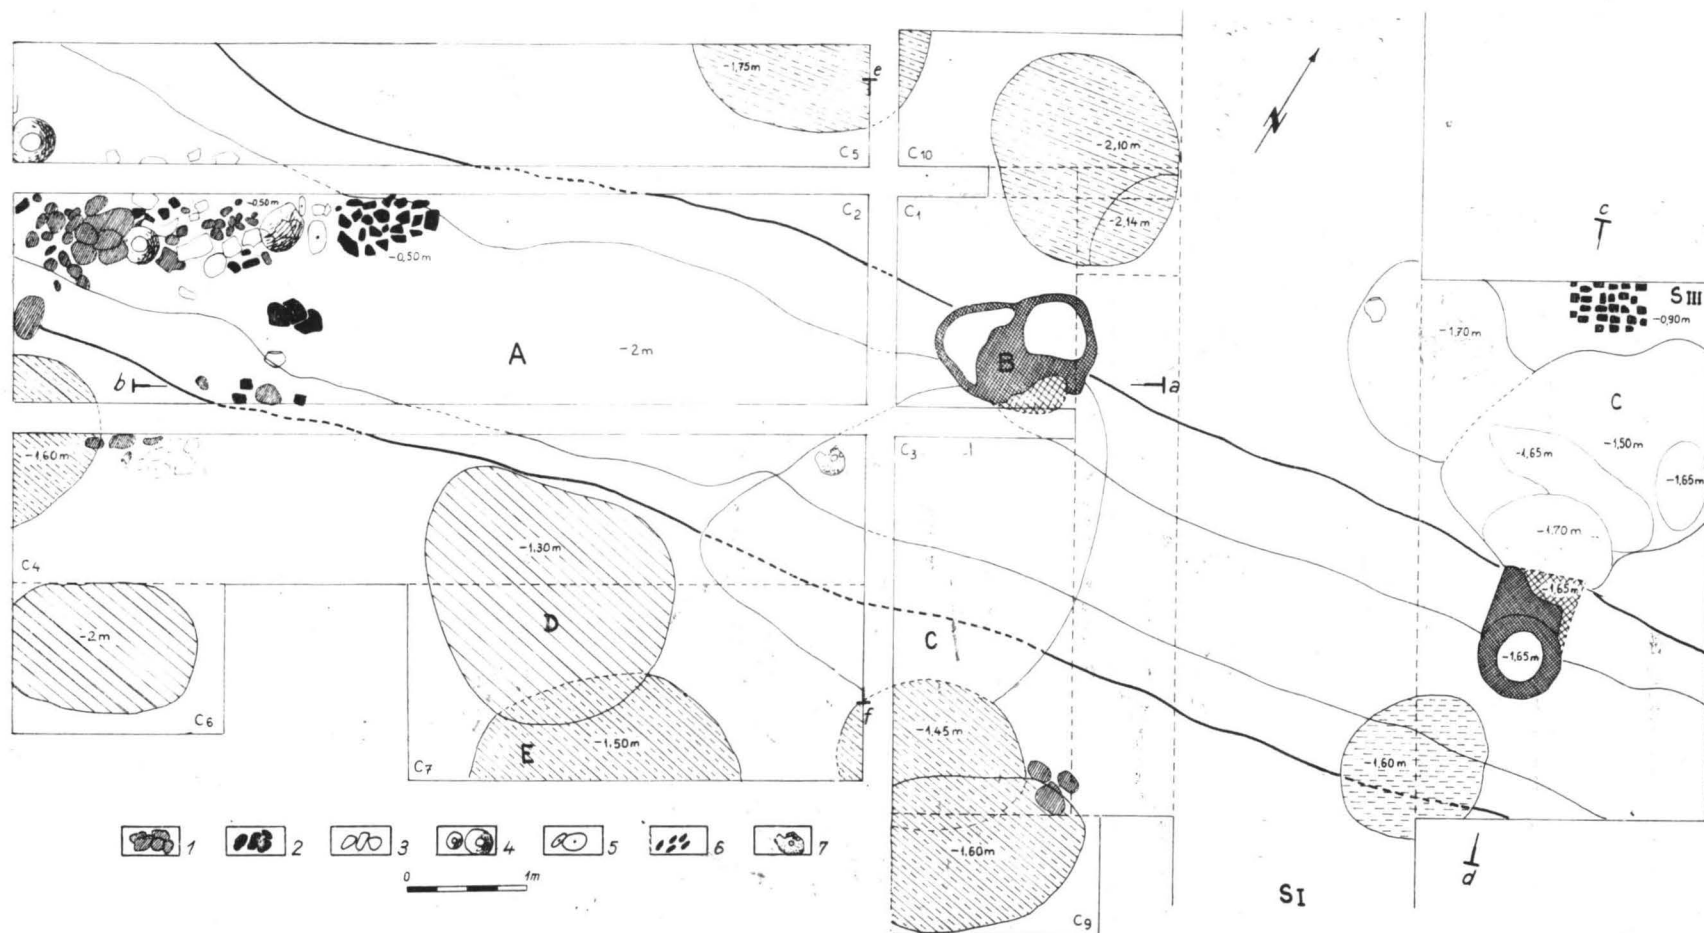 -1,75m
e
C5
C10
-2,10m
-2,14m
N
c
-0,50m
C2
C1
-0,50m
A
-2m
B
a
b
-1,70m
SIII
-0,90m
C
-1,50m
-1,65m
-1,65m
-1,70m
-1,65m
-1,65m
-1,60m
C3
C4
-1,30m
D
-2m
C
C6
f
E
-1,50m
C7
-1,45m
-1,60m
-1,60m
C9
SI
d
1 2 3 4 5 6 7
0 1m